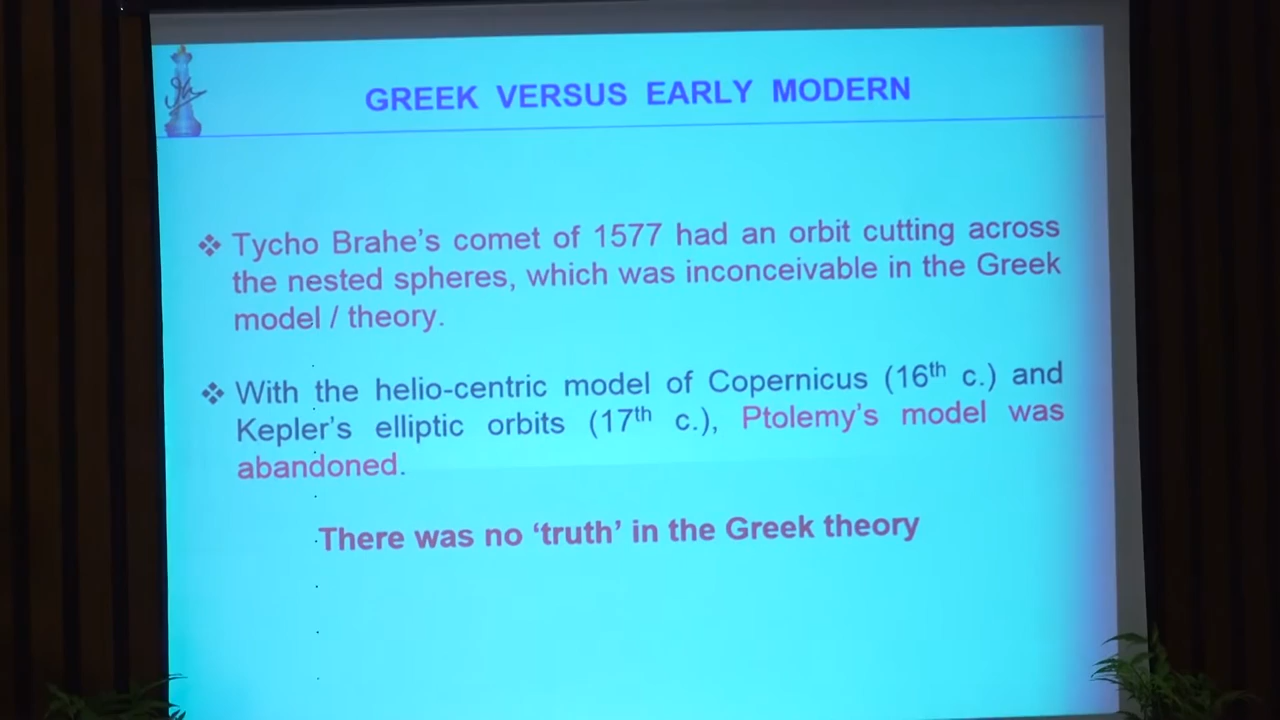 GREEK VERSUS EARLY MODERN
❖ Tycho Brahe's comet of 1577 had an orbit cutting across
the nested spheres, which was inconceivable in the Greek
model / theory.
❖ With the helio-centric model of Copernicus (16th c.) and
Kepler's elliptic orbits (17th c.), Ptolemy's model was
abandoned.
There was no ‘truth’ in the Greek theory